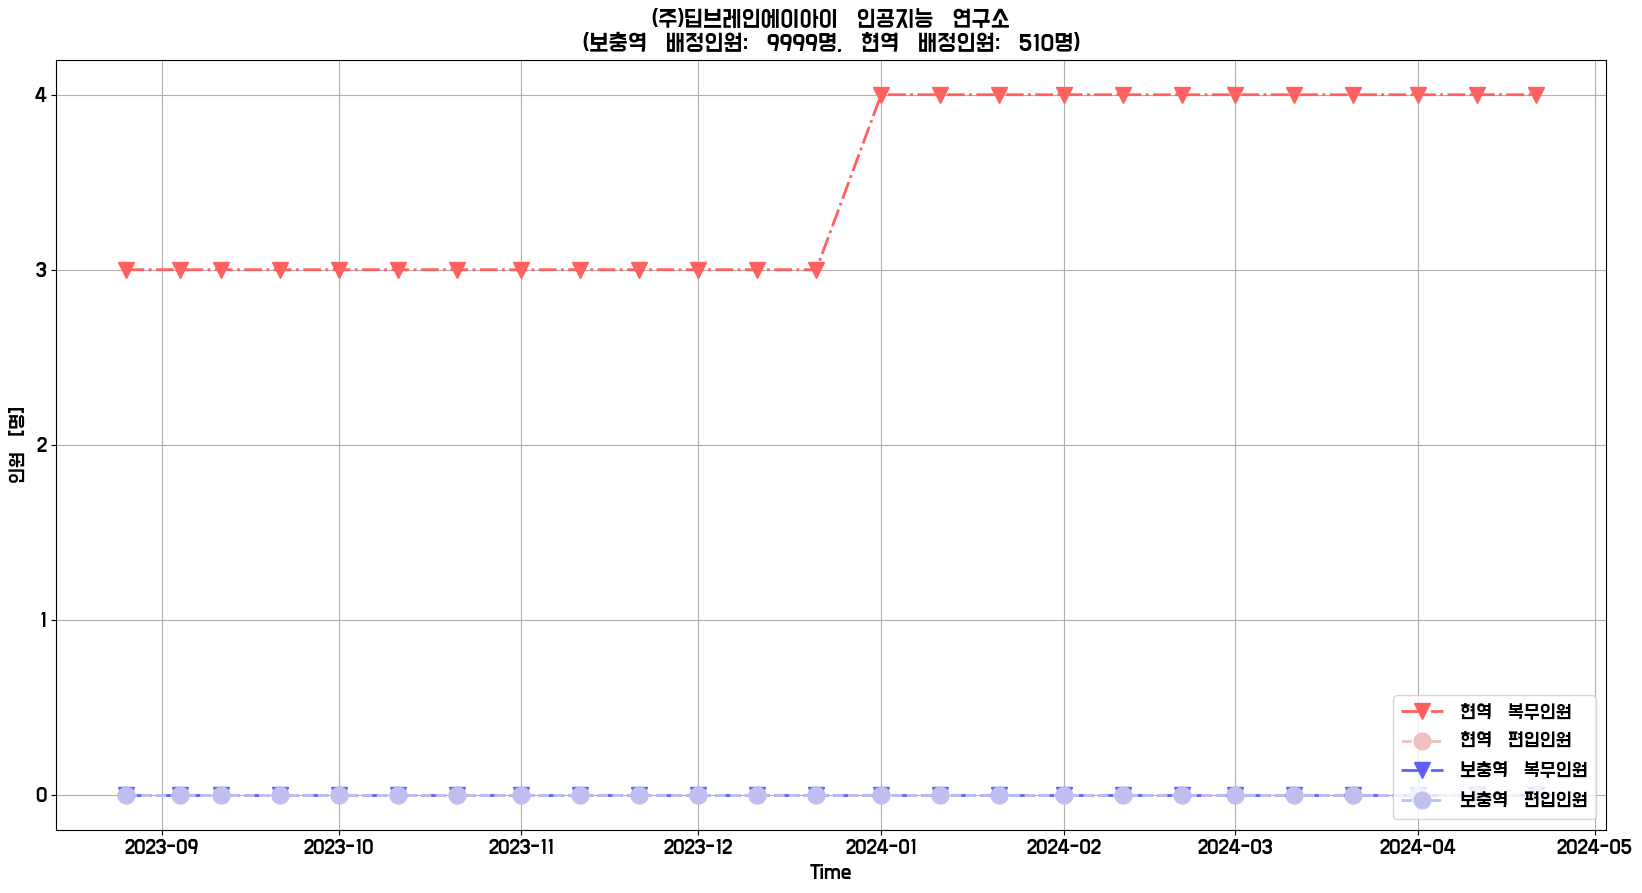 (주)딥브레인에이아이 인공지능 연구소
(보충역 배정인원: 9999명, 현역 배정인원: 510명)
4
3
2
1
0
인원 [명]
2023-09 2023-10 2023-11 2023-12 2024-01 2024-02 2024-03 2024-04 2024-05
Time
현역 복무인원
현역 편입인원
보충역 복무인원
보충역 편입인원